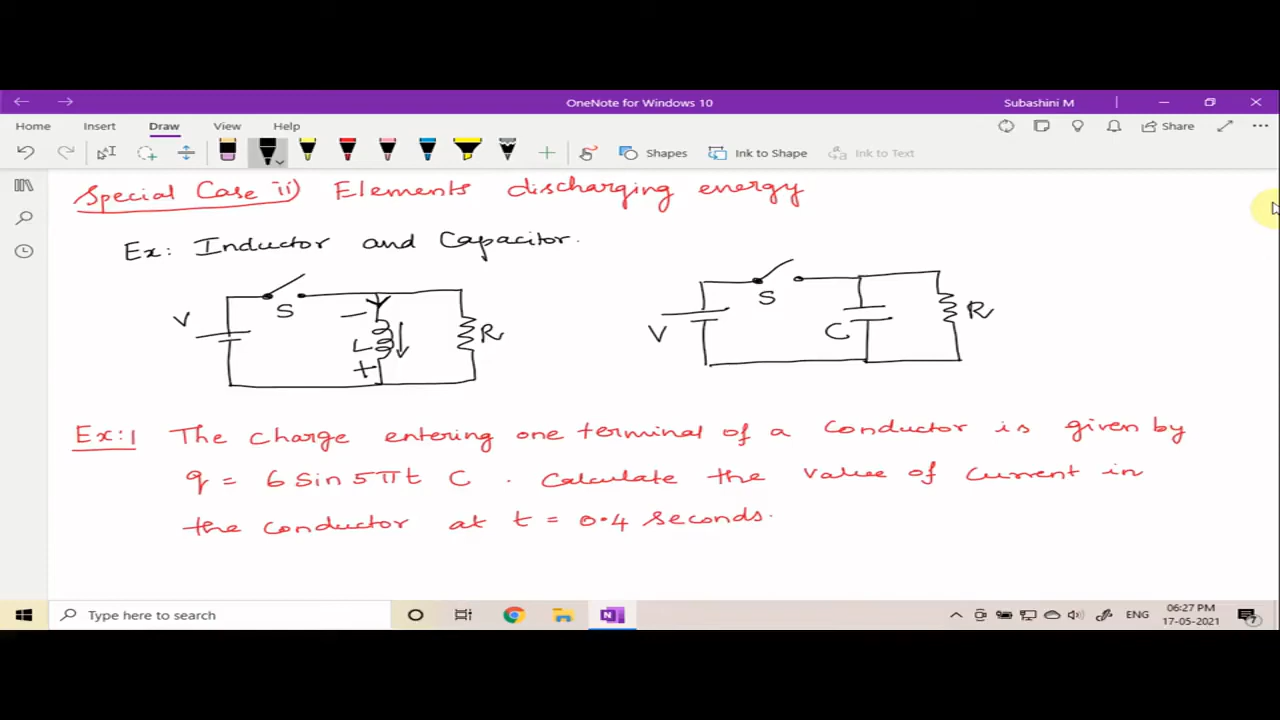 OneNote for Windows 10
Subashini M
Home Insert Draw View Help
Share
Shapes
Ink to Shape
Ink to Text
Special Case ii) Elements discharging energy
Ex: Inductor and Capacitor.
V S - L + R
V S C R
Ex:1 The charge entering one terminal of a conductor is given by
q = 6 sin 5πt C . Calculate the value of current in
the conductor at t = 0.4 seconds.
Type here to search
ENG
06:27 PM
17-05-2021
7